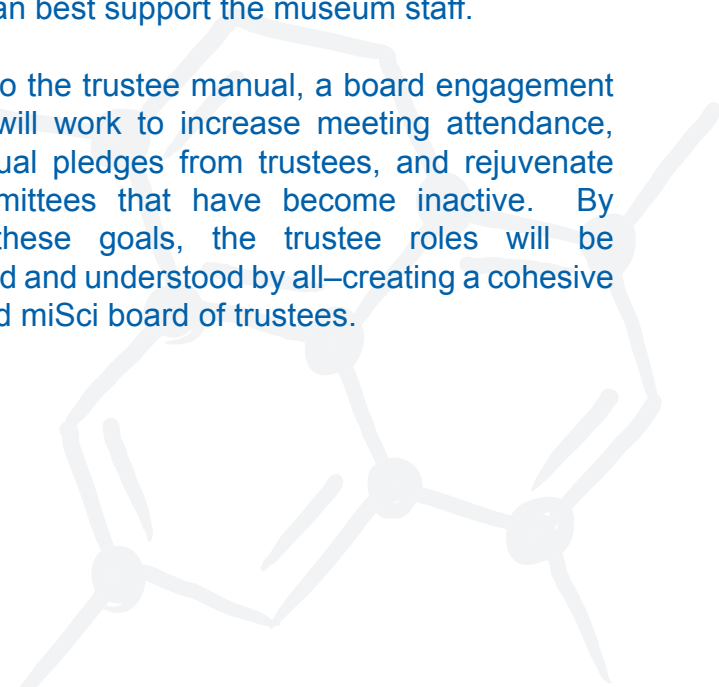 an best support the museum staff.
o the trustee manual, a board engagement
will work to increase meeting attendance,
ual pledges from trustees, and rejuvenate
mittees that have become inactive. By
these goals, the trustee roles will be
d and understood by all–creating a cohesive
d miSci board of trustees.